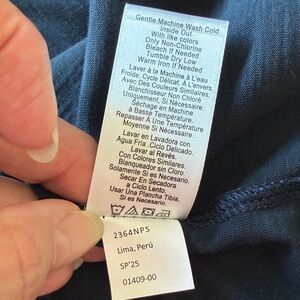 Gentle Machine Wash Cold
Inside Out
With like colors
Only Non-Chlorine
Bleach If Needed
Tumble Dry Low
Warm Iron If Needed
Laver à la Machine à L'eau
Froide, Cycle Délicat. À L'envers.
Avec Des Couleurs Similaires.
Blanchisseur Non Chloré
Uniquement, Si Nécessaire.
Séchage en Machine
à Basse Température.
Repasser À Une Température
Moyenne Si Nécessaire.
Lavar en Lavadora con
Agua Fria .Ciclo Delicado.
Lavar al Revés.
Con Colores Similares.
Blanqueador sin Cloro
Solamente Si es Necesario.
Secar En Secadora
A Ciclo Lento.
Usar Una Plancha Tibia,
Si es Necesario.
2364NPS
Lima, Perú
SP'25
01409-00